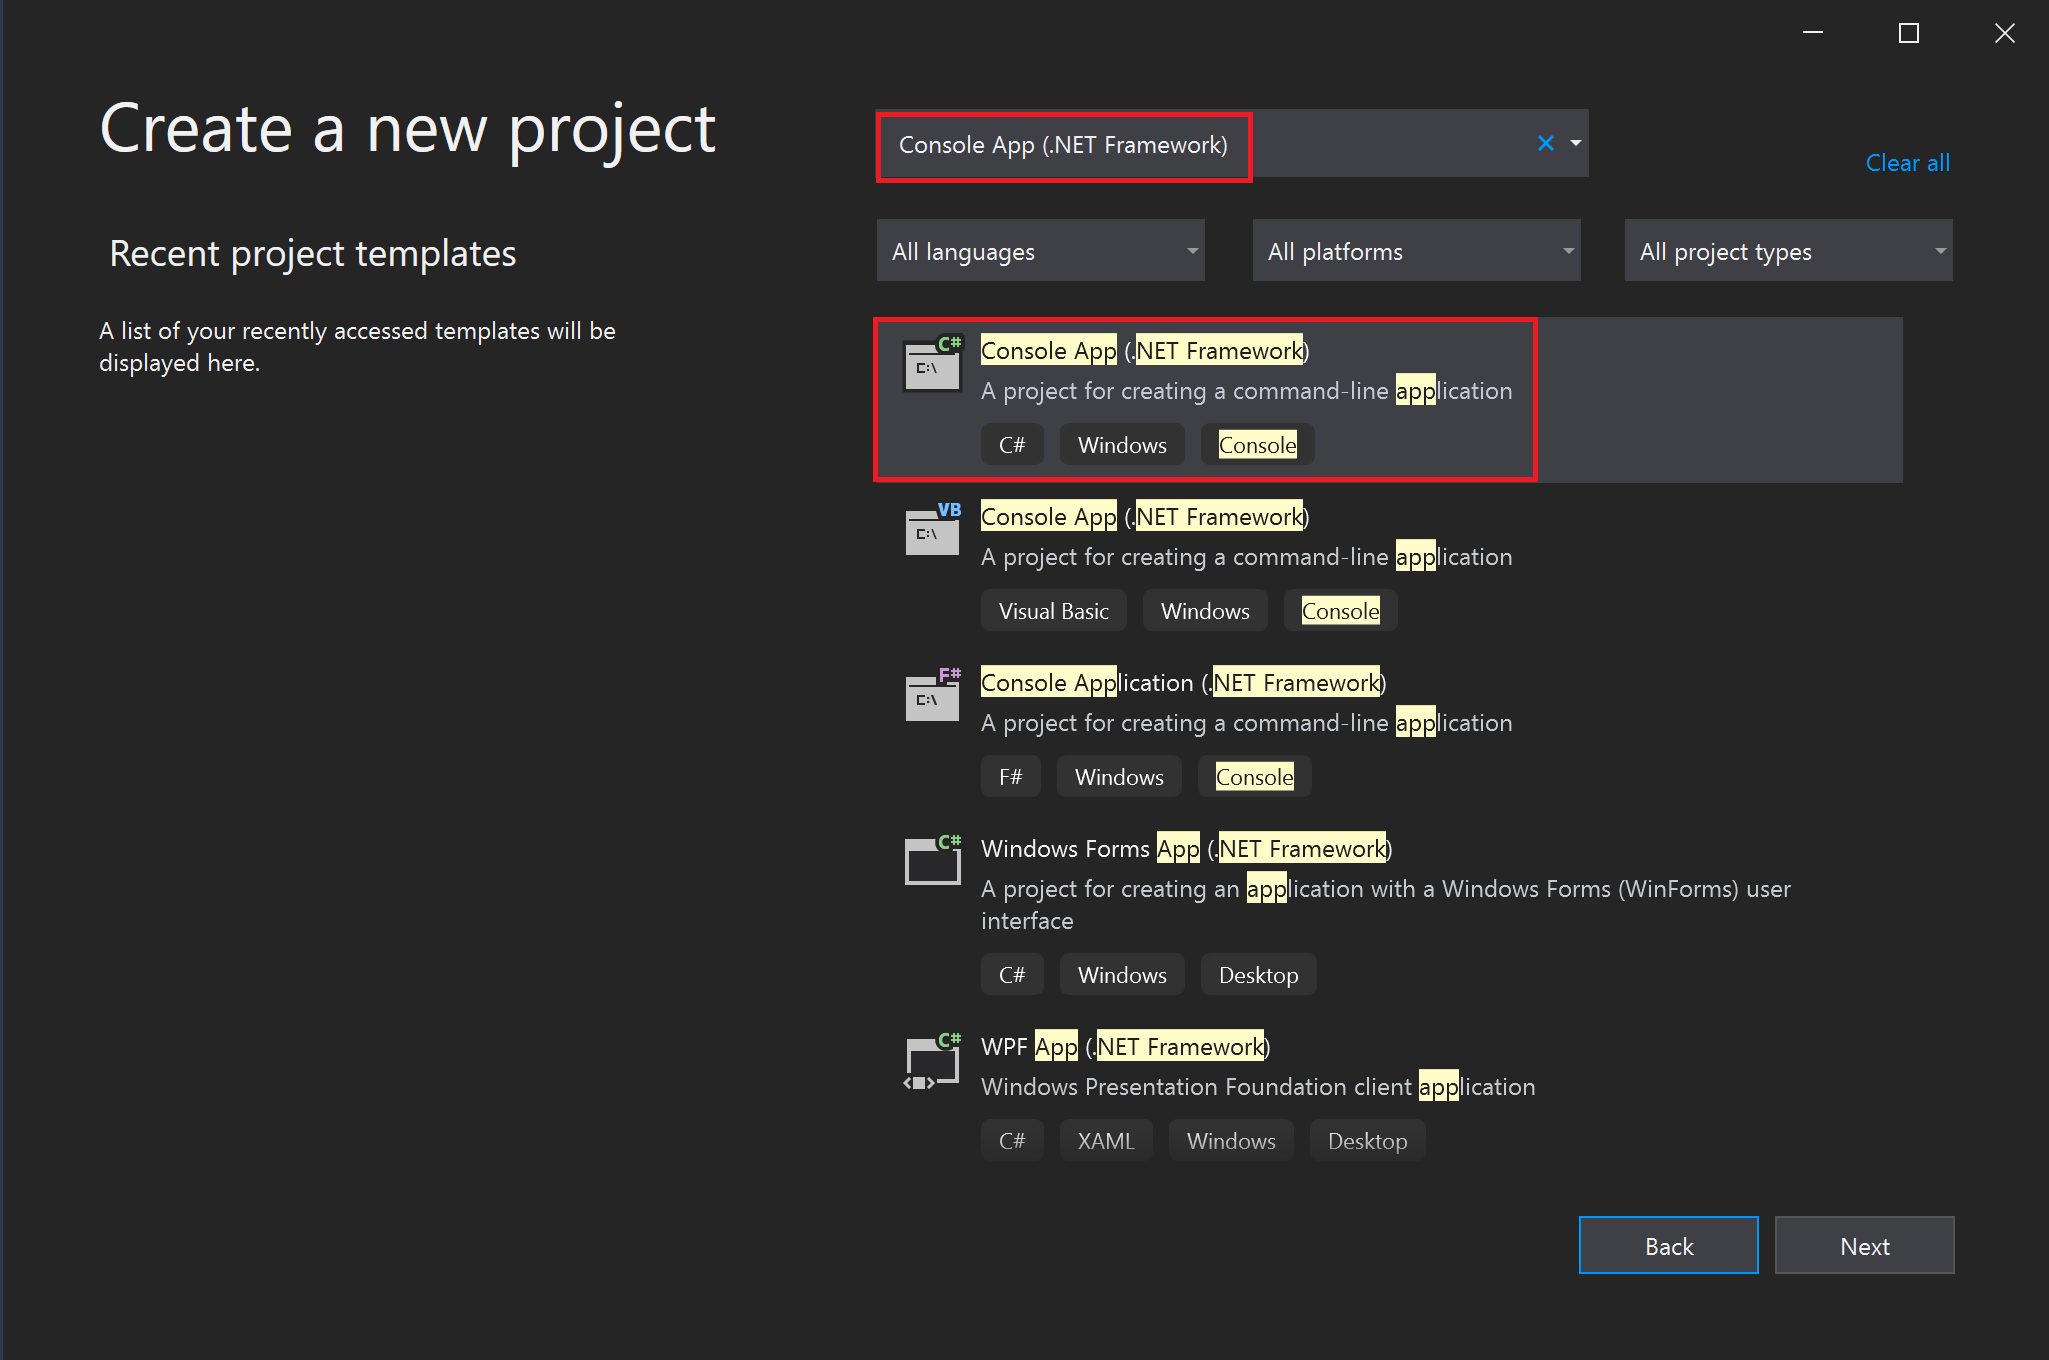 Create a new project
Console App (.NET Framework)
Clear all
Recent project templates
All languages
All platforms
All project types
A list of your recently accessed templates will be
displayed here.
C#
C:\
Console App (.NET Framework)
A project for creating a command-line application
C#
Windows
Console
VB
C:\
Console App (.NET Framework)
A project for creating a command-line application
Visual Basic
Windows
Console
F#
C:\
Console Application (.NET Framework)
A project for creating a command-line application
F#
Windows
Console
C#
Windows Forms App (.NET Framework)
A project for creating an application with a Windows Forms (WinForms) user
interface
C#
Windows
Desktop
C#
WPF App (.NET Framework)
Windows Presentation Foundation client application
C#
XAML
Windows
Desktop
Back
Next